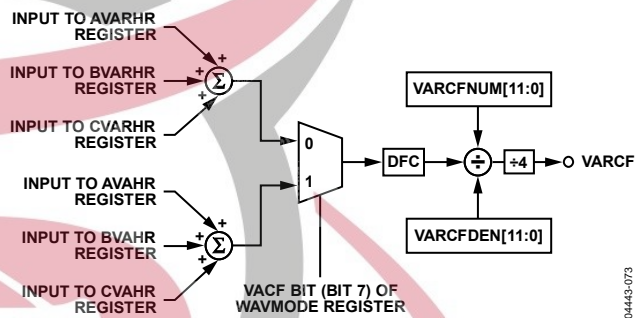 INPUT TO AVARHR
REGISTER
+
INPUT TO BVARHR
REGISTER
+
Σ
+
INPUT TO CVARHR
REGISTER
INPUT TO AVAHR
REGISTER
+
INPUT TO BVAHR
REGISTER
+
Σ
+
INPUT TO CVAHR
REGISTER
0
1
VACF BIT (BIT 7) OF
WAVMODE REGISTER
DFC
VARCFNUM[11:0]
÷
÷4
VARCF
VARCFDEN[11:0]
04443-073